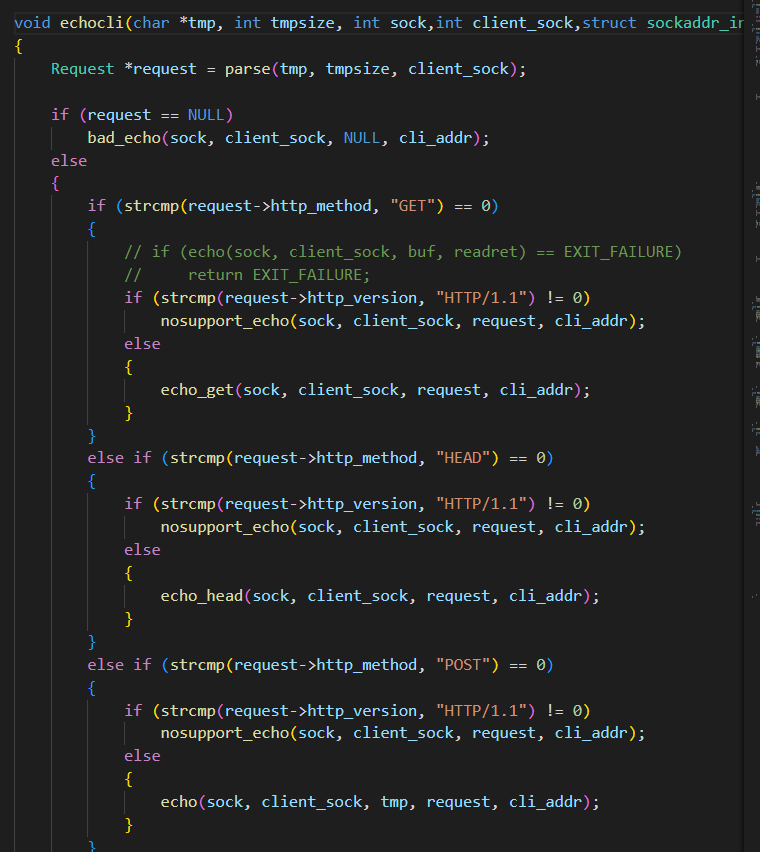 void echocli(char *tmp, int tmpsize, int sock,int client_sock,struct sockaddr_in
{
    Request *request = parse(tmp, tmpsize, client_sock);
    if (request == NULL)
        bad_echo(sock, client_sock, NULL, cli_addr);
    else
    {
        if (strcmp(request->http_method, "GET") == 0)
        {
            // if (echo(sock, client_sock, buf, readret) == EXIT_FAILURE)
            //     return EXIT_FAILURE;
            if (strcmp(request->http_version, "HTTP/1.1") != 0)
                nosupport_echo(sock, client_sock, request, cli_addr);
            else
            {
                echo_get(sock, client_sock, request, cli_addr);
            }
        }
        else if (strcmp(request->http_method, "HEAD") == 0)
        {
            if (strcmp(request->http_version, "HTTP/1.1") != 0)
                nosupport_echo(sock, client_sock, request, cli_addr);
            else
            {
                echo_head(sock, client_sock, request, cli_addr);
            }
        }
        else if (strcmp(request->http_method, "POST") == 0)
        {
            if (strcmp(request->http_version, "HTTP/1.1") != 0)
                nosupport_echo(sock, client_sock, request, cli_addr);
            else
            {
                echo(sock, client_sock, tmp, request, cli_addr);
            }
        }